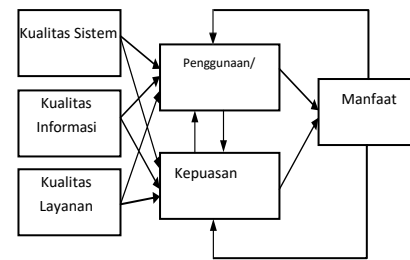 Kualitas Sistem
Kualitas
Informasi
Kualitas
Layanan
Penggunaan/
Kepuasan
Manfaat